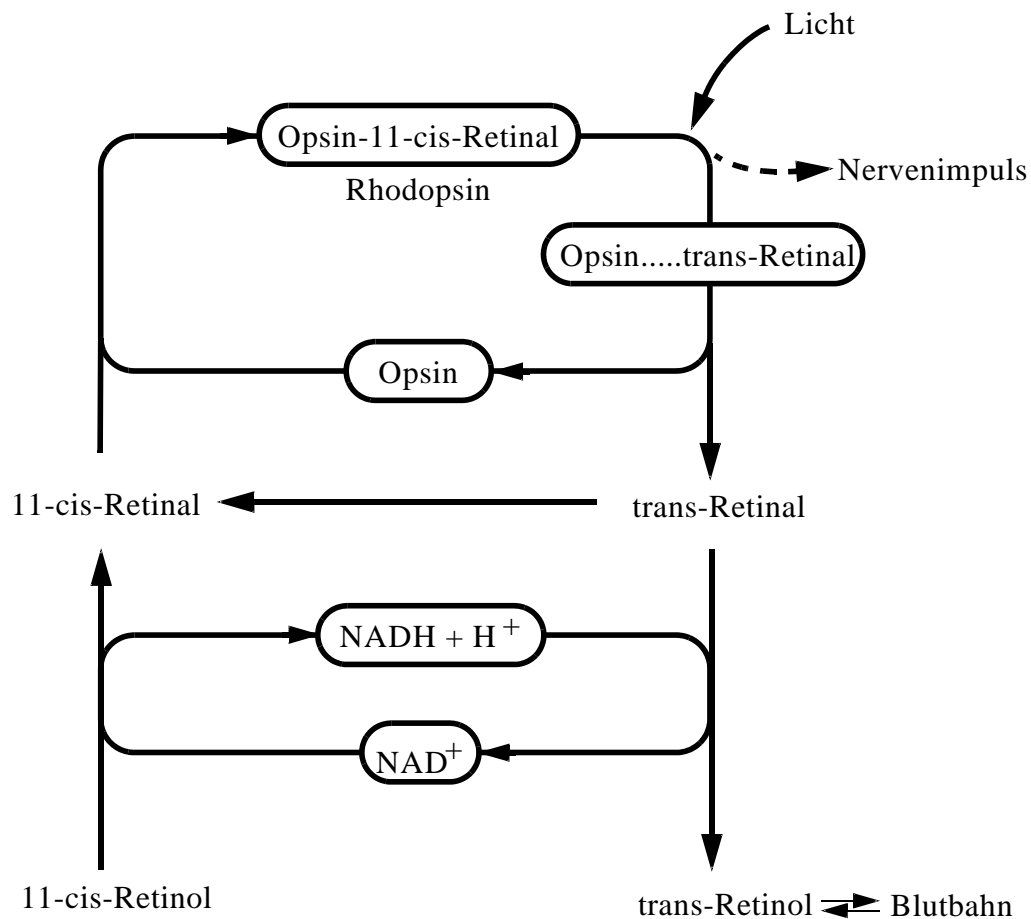 Licht
Opsin-11-cis-Retinal
Rhodopsin
Nervenimpuls
Opsin.....trans-Retinal
Opsin
11-cis-Retinal
trans-Retinal
NADH + H+
NAD+
11-cis-Retinol
trans-Retinol
Blutbahn